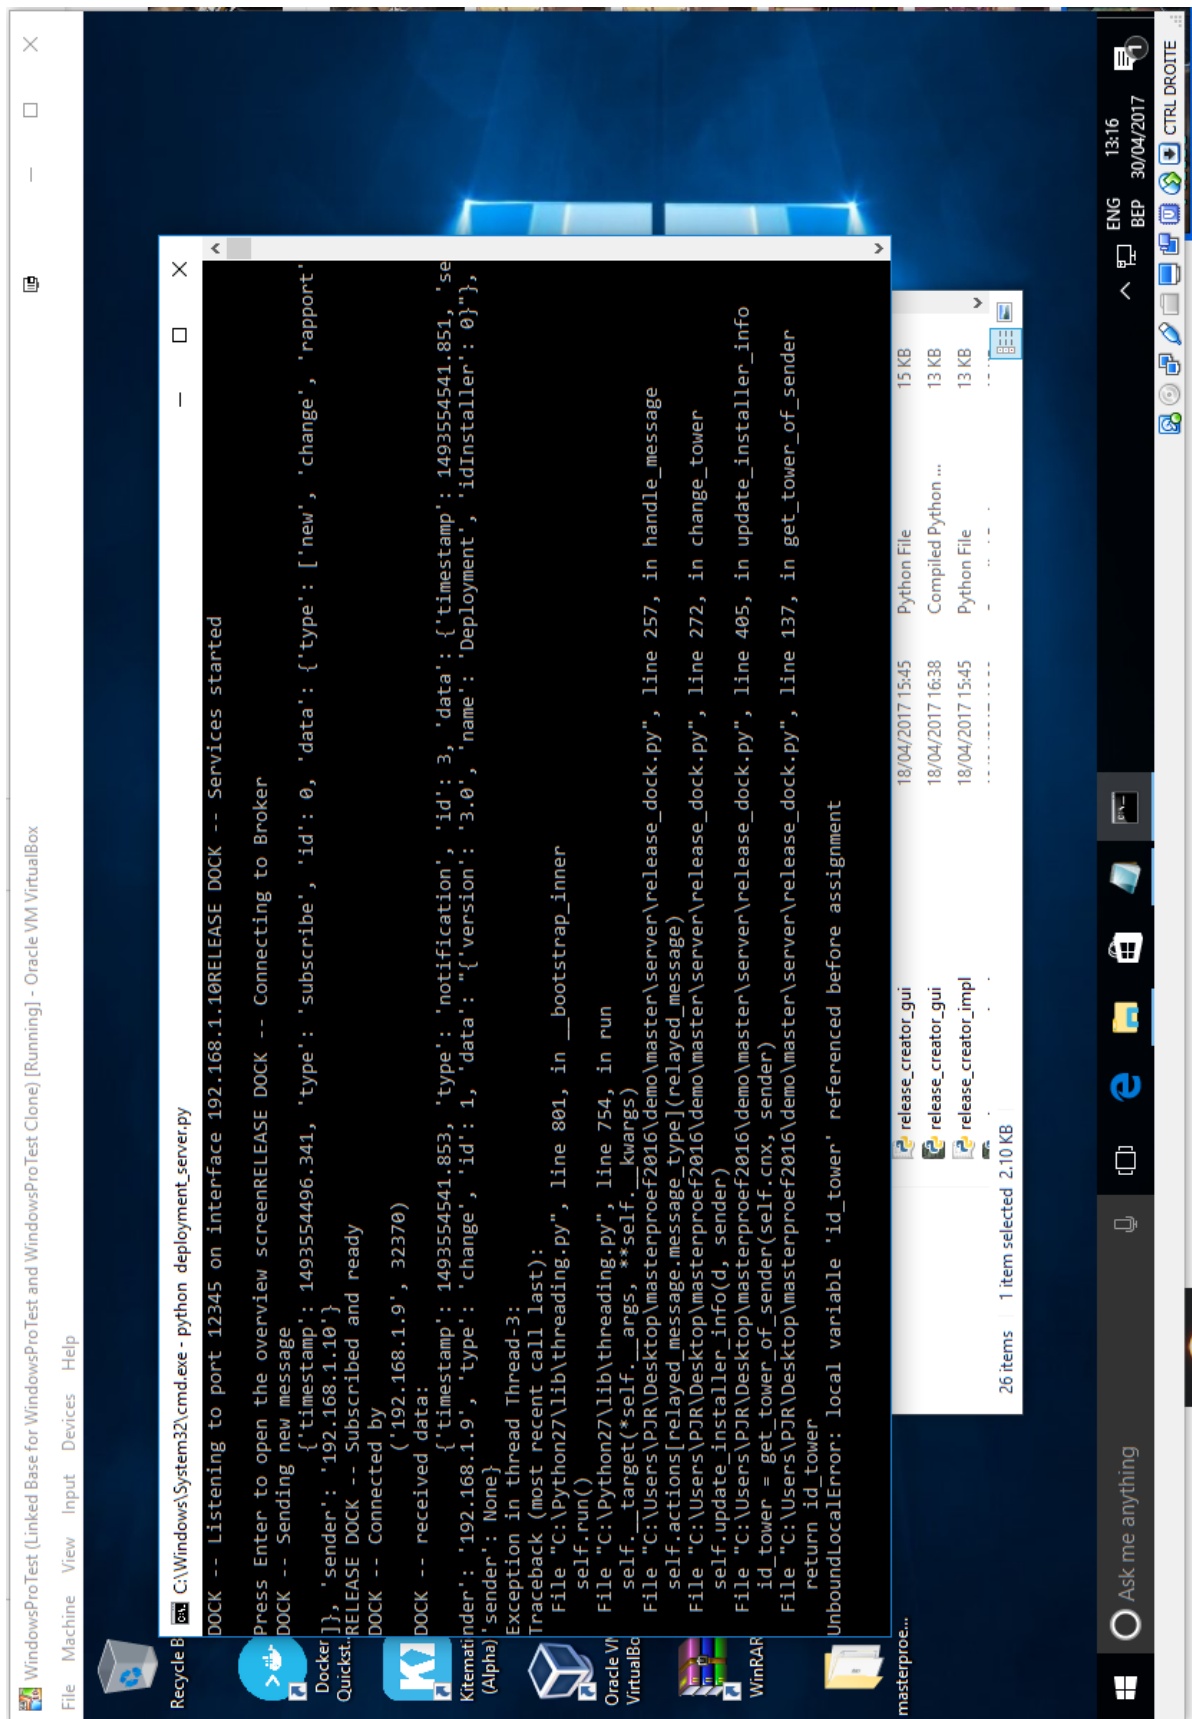 WindowsProTest (Linked Base for WindowsProTest and WindowsProTest Clone) [Running] - Oracle VM VirtualBox
File Machine View Input Devices Help
Recycle B
Docker
Quickst...
Kitemati
(Alpha)
Oracle VM
VirtualBo
WinRAR
masterproe...
C:\Windows\System32\cmd.exe - python deployment_server.py
DOCK -- Listening to port 12345 on interface 192.168.1.10RELEASE DOCK -- Services started
Press Enter to open the overview screenRELEASE DOCK -- Connecting to Broker
DOCK -- Sending new message
{'timestamp': 1493554496.341, 'type': 'subscribe', 'id': 0, 'data': {'type': ['new', 'change', 'rapport'
]}, 'sender': '192.168.1.10'}
RELEASE DOCK -- Subscribed and ready
DOCK -- Connected by
('192.168.1.9', 32370)
DOCK -- received data:
{'timestamp': 1493554541.853, 'type': 'notification', 'id': 3, 'data': {'timestamp': 1493554541.851, 'se
nder': '192.168.1.9', 'type': 'change', 'id': 1, 'data': "{'version': '3.0', 'name': 'Deployment', 'idInstaller': 0}"},
'sender': None}
Exception in thread Thread-3:
Traceback (most recent call last):
File "C:\Python27\lib\threading.py", line 801, in __bootstrap_inner
self.run()
File "C:\Python27\lib\threading.py", line 754, in run
self.__target(*self.__args, **self.__kwargs)
File "C:\Users\PJR\Desktop\masterproef2016\demo\master\server\release_dock.py", line 257, in handle_message
self.actions[relayed_message.message_type](relayed_message)
File "C:\Users\PJR\Desktop\masterproef2016\demo\master\server\release_dock.py", line 272, in change_tower
self.update_installer_info(d, sender)
File "C:\Users\PJR\Desktop\masterproef2016\demo\master\server\release_dock.py", line 405, in update_installer_info
id_tower = get_tower_of_sender(self.cnx, sender)
File "C:\Users\PJR\Desktop\masterproef2016\demo\master\server\release_dock.py", line 137, in get_tower_of_sender
return id_tower
UnboundLocalError: local variable 'id_tower' referenced before assignment
release_creator_gui 18/04/2017 15:45 Python File 15 KB
release_creator_gui 18/04/2017 16:38 Compiled Python ... 13 KB
release_creator_impl 18/04/2017 15:45 Python File 13 KB
26 items 1 item selected 2.10 KB
Ask me anything
ENG
BEP
13:16
30/04/2017
1
CTRL DROITE